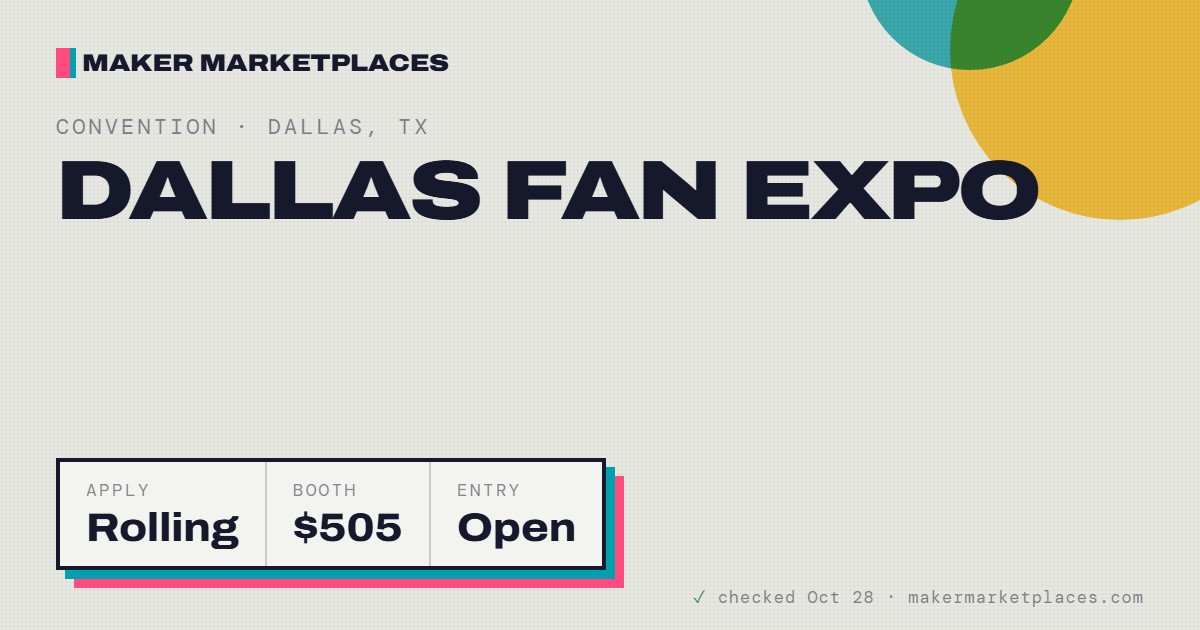 MAKER MARKETPLACES
CONVENTION · DALLAS, TX
DALLAS FAN EXPO
APPLY
Rolling
BOOTH
$505
ENTRY
Open
✓ checked Oct 28 · makermarketplaces.com